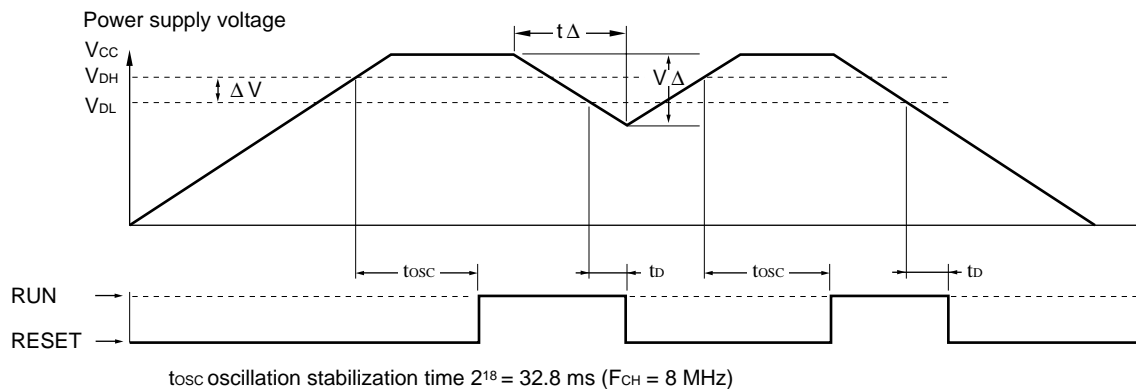 Power supply voltage
VCC
VDH
VDL
ΔV
t Δ
V Δ
tOSC
tD
tOSC
tD
RUN
RESET
tOSC oscillation stabilization time 2¹⁸ = 32.8 ms (FCH = 8 MHz)